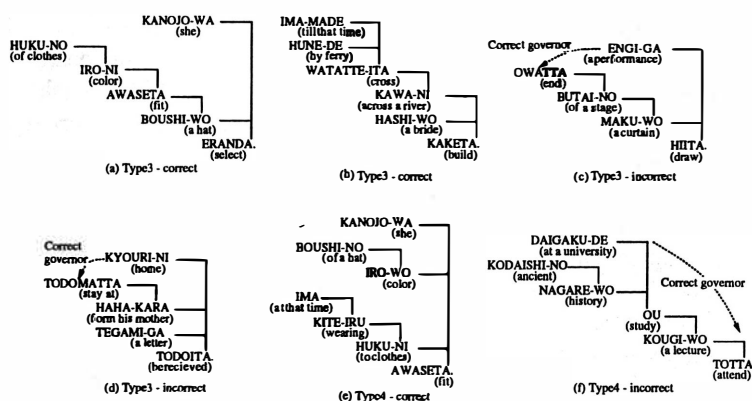 KANOJO-WA
(she)
HUKU-NO
(of clothes)
IRO-NI
(color)
AWASETA
(fit)
BOUSHI-WO
(a hat)
ERANDA.
(select)
(a) Type3 - correct
IMA-MADE
(till that time)
HUNE-DE
(by ferry)
WATATTE-ITA
(cross)
KAWA-NI
(across a river)
HASHI-WO
(a bride)
KAKETA.
(build)
(b) Type3 - correct
Correct governor
ENGI-GA
(aperformance)
OWATTA
(end)
BUTAI-NO
(of a stage)
MAKU-WO
(a curtain)
HIITA.
(draw)
(c) Type3 - incorrect
Correct
governor
KYOURI-NI
(home)
TODOMATTA
(stay at)
HAHA-KARA
(form his mother)
TEGAMI-GA
(a letter)
TODOITA.
(be recieved)
(d) Type3 - incorrect
KANOJO-WA
(she)
BOUSHI-NO
(of a hat)
IRO-WO
(color)
IMA
(at that time)
KITE-IRU
(wearing)
HUKU-NI
(to clothes)
AWASETA.
(fit)
(e) Type4 - correct
DAIGAKU-DE
(at a university)
KODAISHI-NO
(ancient)
Correct governor
NAGARE-WO
(history)
OU
(study)
KOUGI-WO
(a lecture)
TOTTA
(attend)
(f) Type4 - incorrect